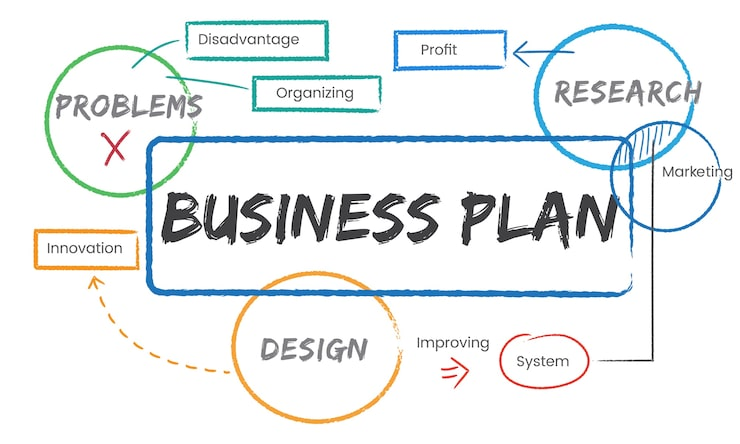 Disadvantage
Profit
Organizing
PROBLEMS
RESEARCH
Marketing
BUSINESS PLAN
Innovation
DESIGN
Improving
System